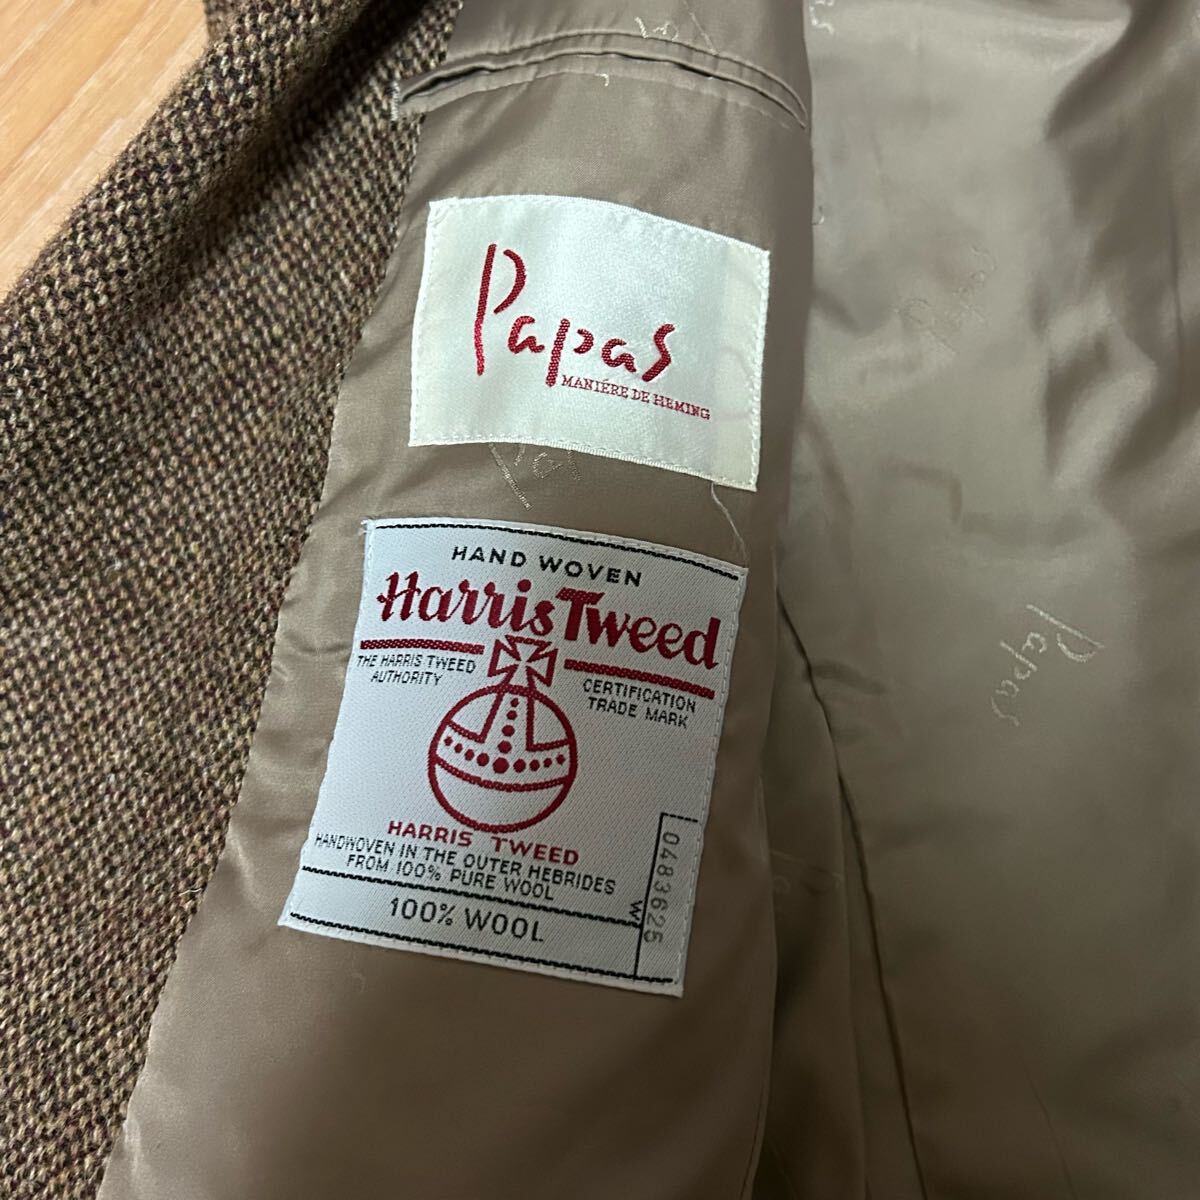 Papas
MANIÉRE DE HEMING
HAND WOVEN
Harris Tweed
THE HARRIS TWEED
AUTHORITY
CERTIFICATION
TRADE MARK
HARRIS TWEED
HANDWOVEN IN THE OUTER HEBRIDES
FROM 100% PURE WOOL
100% WOOL
W 0483625
Papas